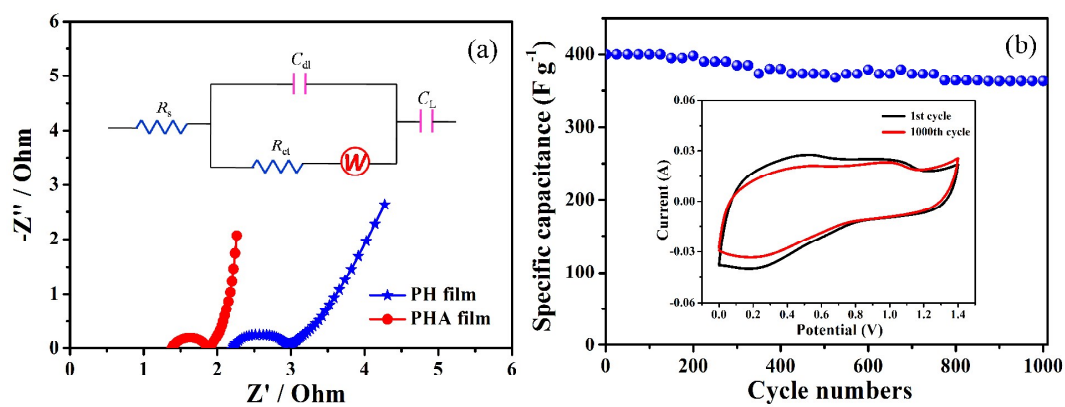 (a)
-Z" / Ohm
6
5
4
3
2
1
0
C_dl
R_s
C_L
R_ct
W
PH film
PHA film
0 1 2 3 4 5 6
Z' / Ohm
(b)
Specific capacitance (F g⁻¹)
400
300
200
100
0
Current (A)
0.06
0.03
0.00
-0.03
-0.06
1st cycle
1000th cycle
0.0 0.2 0.4 0.6 0.8 1.0 1.2 1.4
Potential (V)
0 200 400 600 800 1000
Cycle numbers